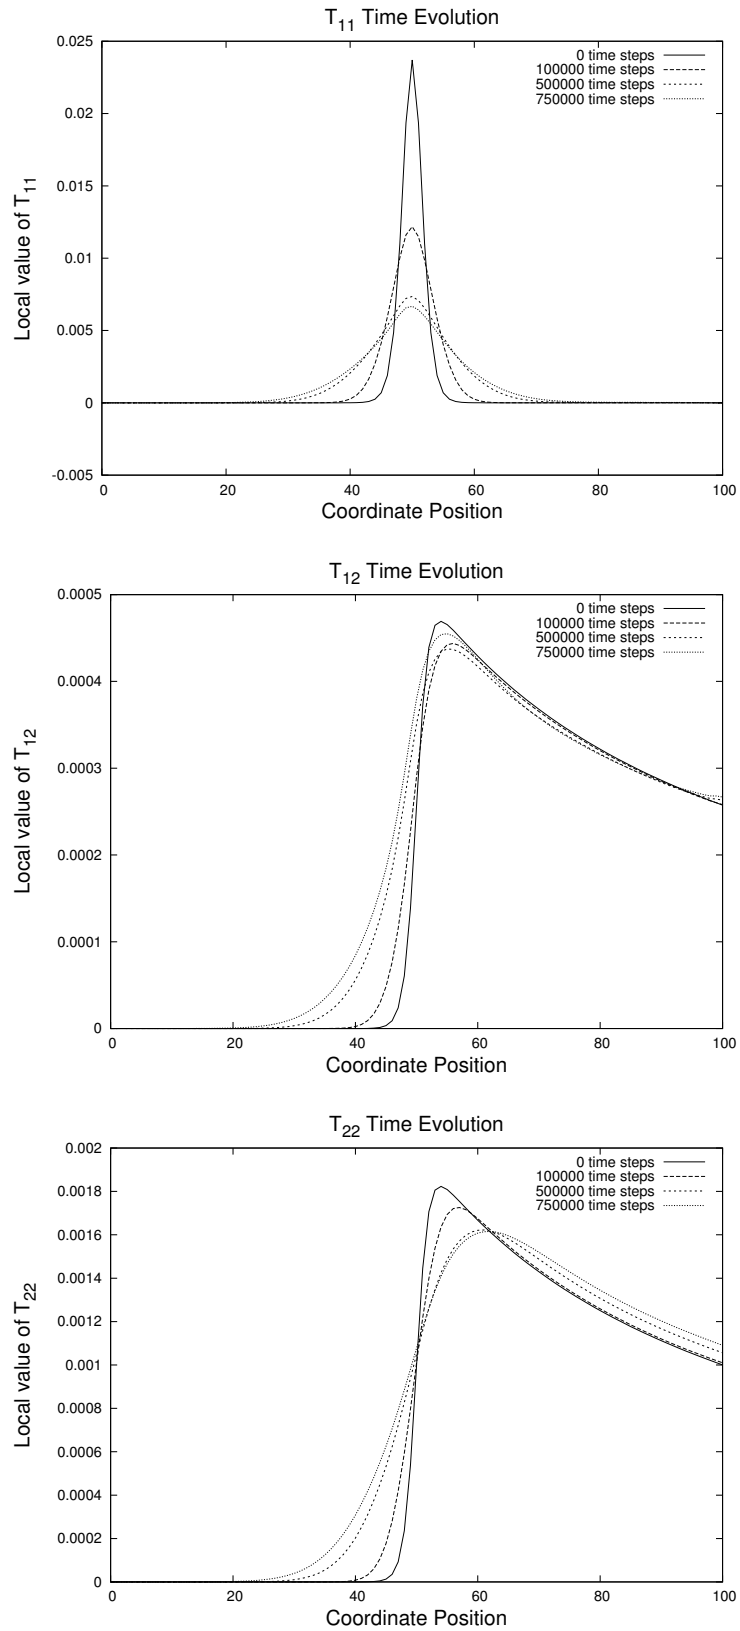 T11 Time Evolution
0.025
0.02
0.015
0.01
0.005
0
-0.005
Local value of T11
0 time steps
100000 time steps
500000 time steps
750000 time steps
0 20 40 60 80 100
Coordinate Position
T12 Time Evolution
0.0005
0.0004
0.0003
0.0002
0.0001
0
Local value of T12
0 time steps
100000 time steps
500000 time steps
750000 time steps
0 20 40 60 80 100
Coordinate Position
T22 Time Evolution
0.002
0.0018
0.0016
0.0014
0.0012
0.001
0.0008
0.0006
0.0004
0.0002
0
Local value of T22
0 time steps
100000 time steps
500000 time steps
750000 time steps
0 20 40 60 80 100
Coordinate Position